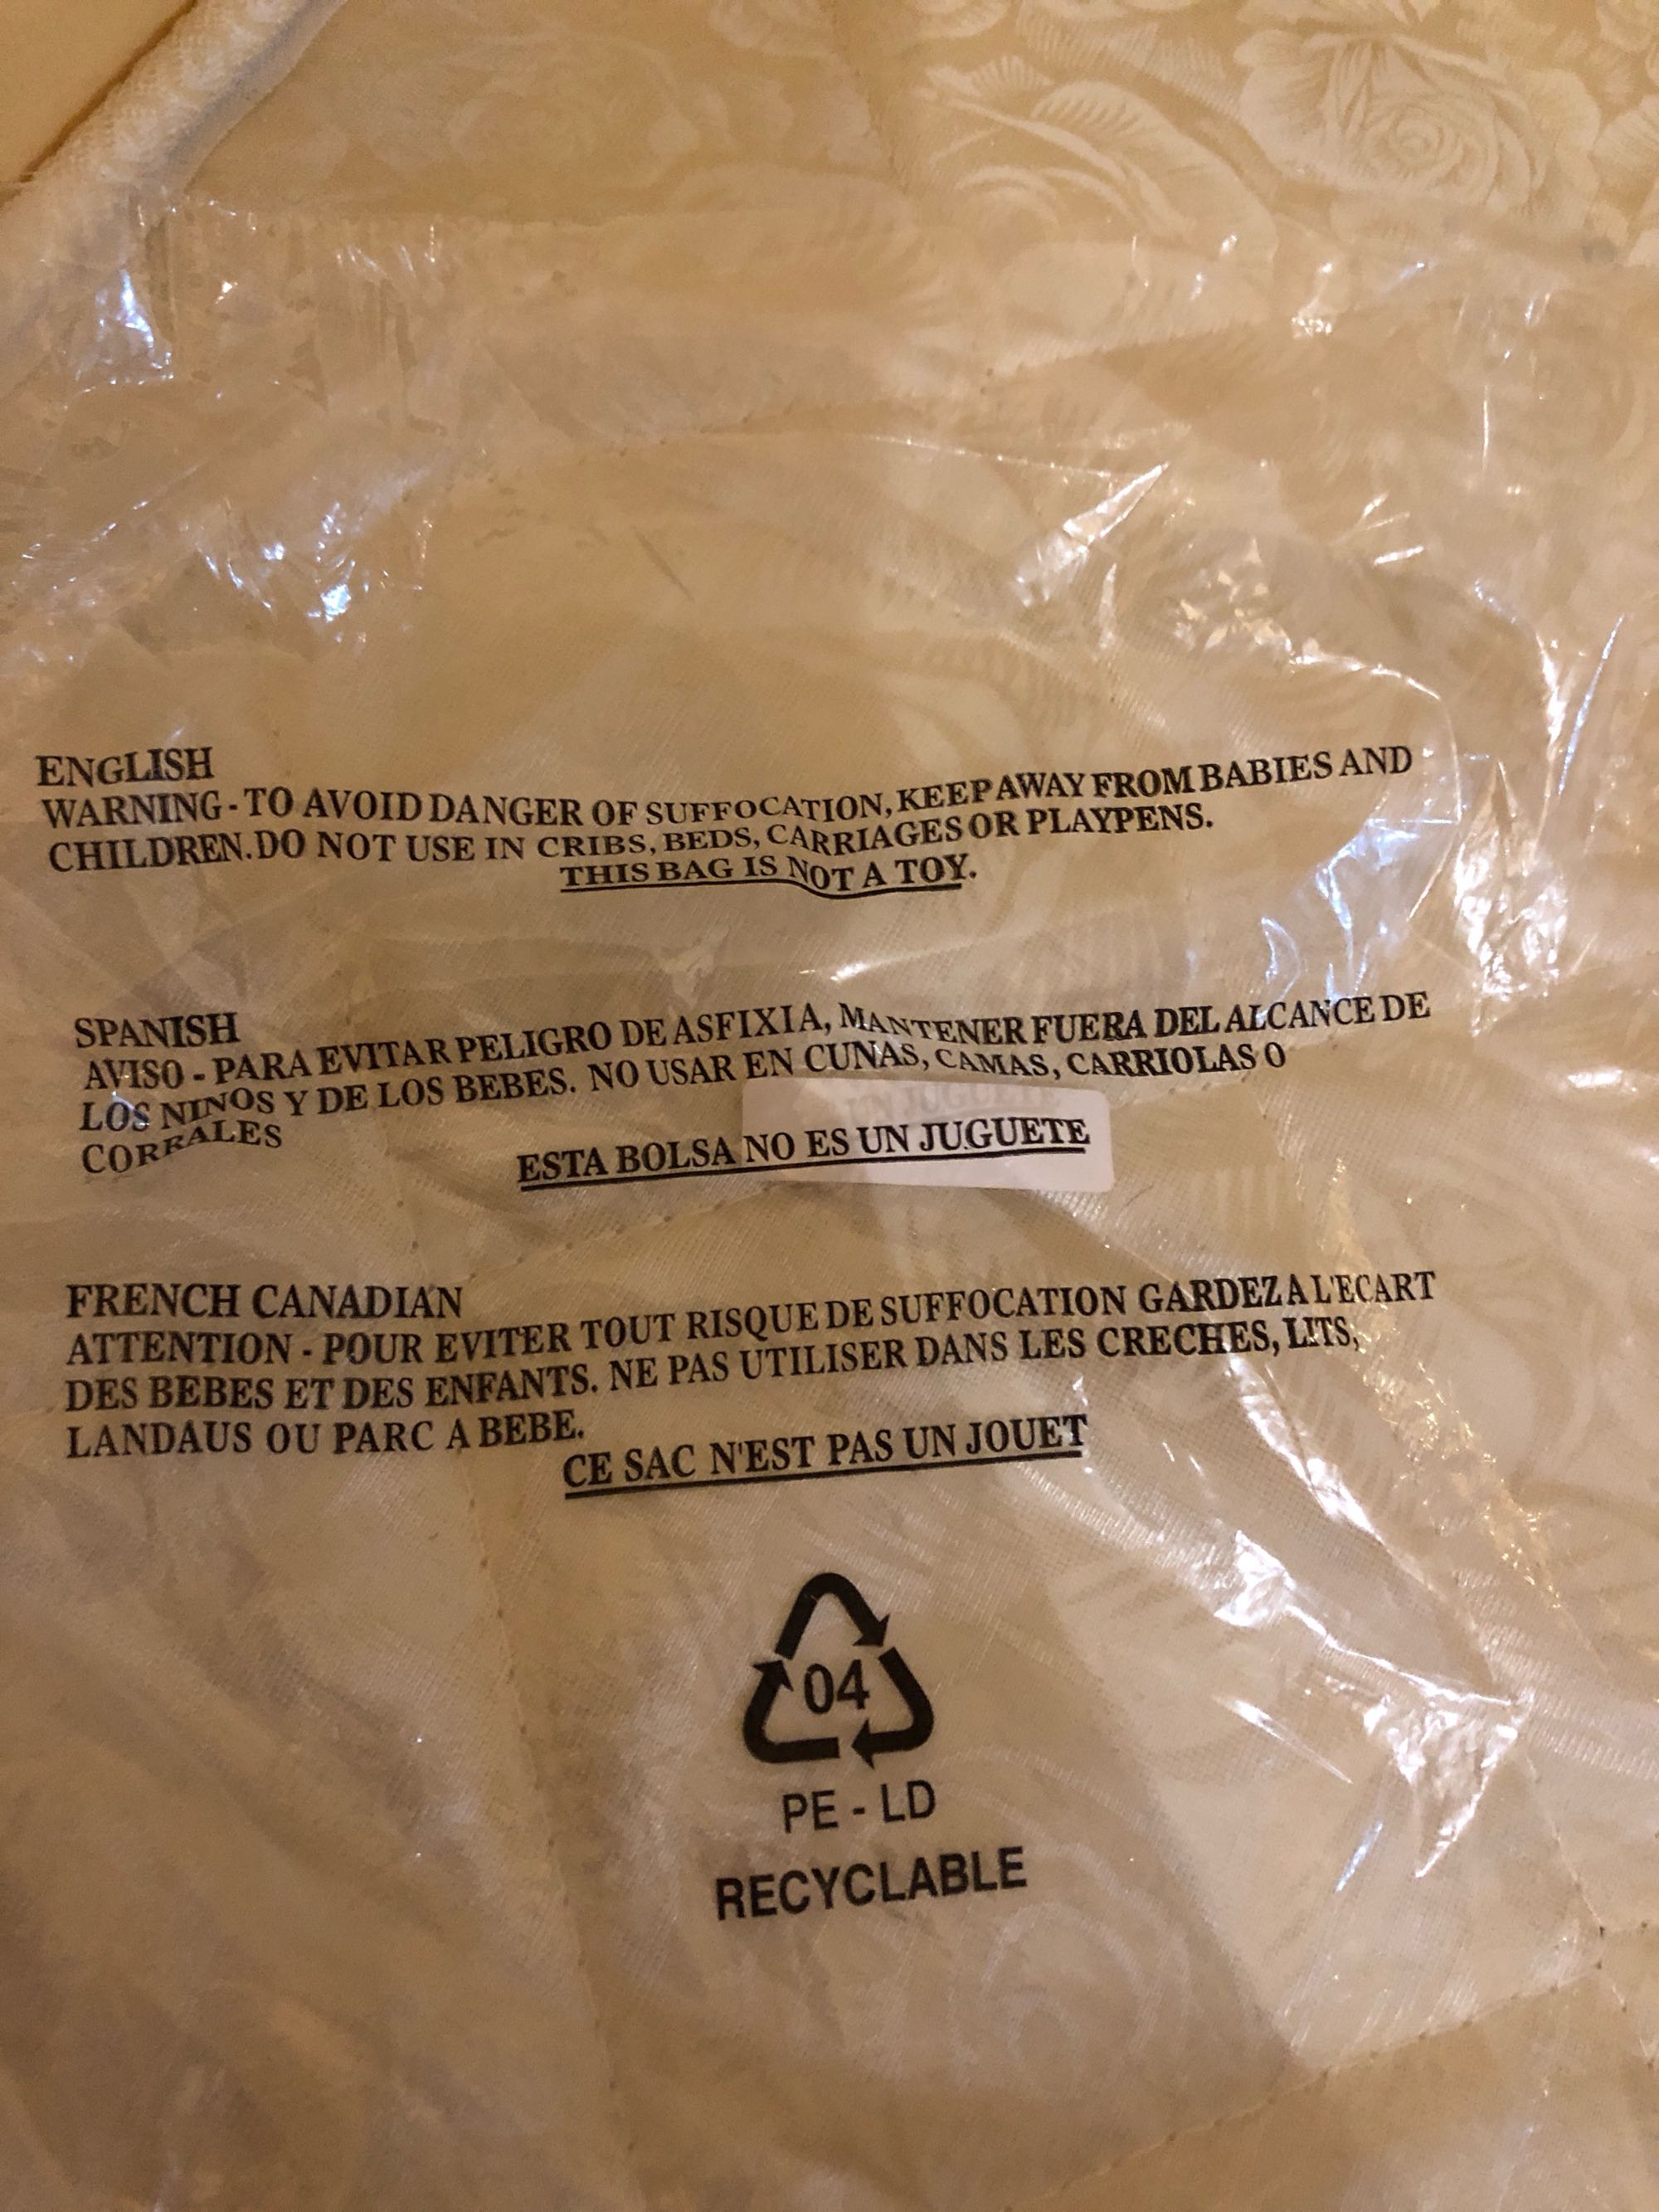 ENGLISH
WARNING - TO AVOID DANGER OF SUFFOCATION, KEEP AWAY FROM BABIES AND
CHILDREN. DO NOT USE IN CRIBS, BEDS, CARRIAGES OR PLAYPENS.
THIS BAG IS NOT A TOY.
SPANISH
AVISO - PARA EVITAR PELIGRO DE ASFIXIA, MANTENER FUERA DEL ALCANCE DE
LOS NINOS Y DE LOS BEBES. NO USAR EN CUNAS, CAMAS, CARRIOLAS O
CORRALES
ESTA BOLSA NO ES UN JUGUETE
FRENCH CANADIAN
ATTENTION - POUR EVITER TOUT RISQUE DE SUFFOCATION GARDEZ A L'ECART
DES BEBES ET DES ENFANTS. NE PAS UTILISER DANS LES CRECHES, LITS,
LANDAUS OU PARC A BEBE.
CE SAC N'EST PAS UN JOUET
04
PE - LD
RECYCLABLE